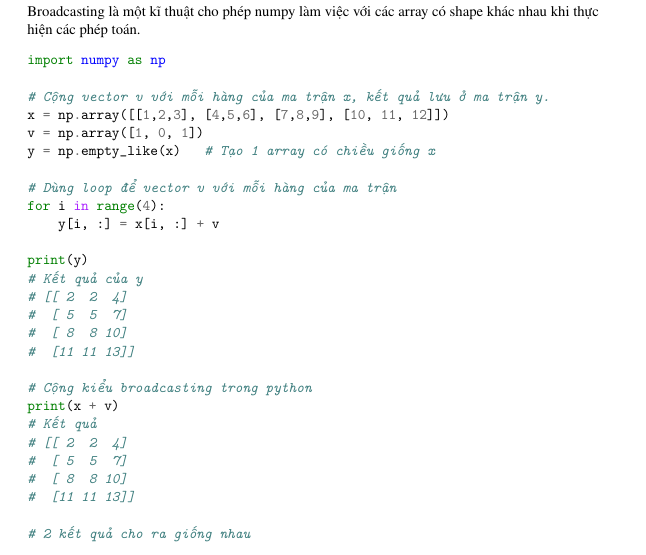 Broadcasting là một kĩ thuật cho phép numpy làm việc với các array có shape khác nhau khi thực
hiện các phép toán.
import numpy as np
# Cộng vector v với mỗi hàng của ma trận x, kết quả lưu ở ma trận y.
x = np.array([[1,2,3], [4,5,6], [7,8,9], [10, 11, 12]])
v = np.array([1, 0, 1])
y = np.empty_like(x)   # Tạo 1 array có chiều giống x
# Dùng loop để vector v với mỗi hàng của ma trận
for i in range(4):
    y[i, :] = x[i, :] + v
print(y)
# Kết quả của y
# [[ 2  2  4]
#  [ 5  5  7]
#  [ 8  8 10]
#  [11 11 13]]
# Cộng kiểu broadcasting trong python
print(x + v)
# Kết quả
# [[ 2  2  4]
#  [ 5  5  7]
#  [ 8  8 10]
#  [11 11 13]]
# 2 kết quả cho ra giống nhau